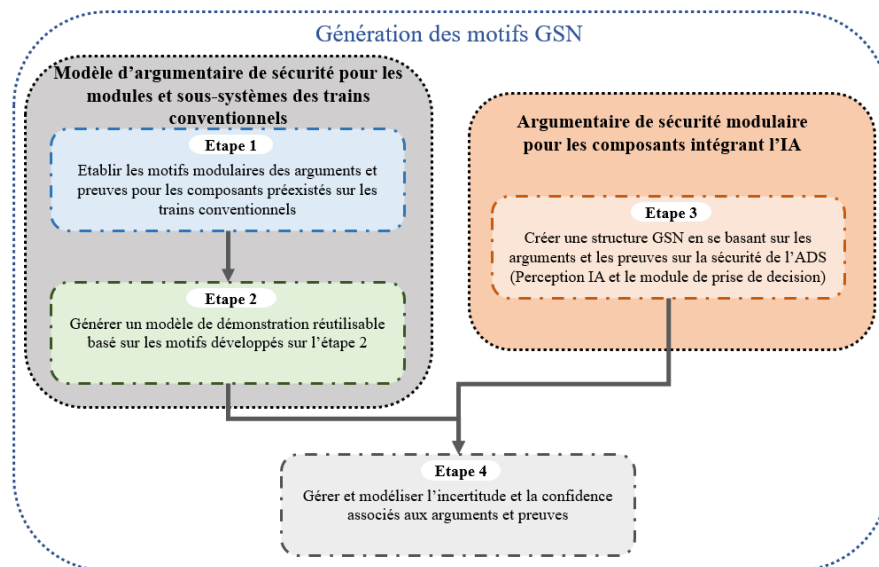 Génération des motifs GSN
Modèle d'argumentaire de sécurité pour les
modules et sous-systèmes des trains
conventionnels
Etape 1
Etablir les motifs modulaires des arguments et
preuves pour les composants préexistés sur les
trains conventionnels
Etape 2
Générer un modèle de démonstration réutilisable
basé sur les motifs développés sur l'étape 2
Argumentaire de sécurité modulaire
pour les composants intégrant l'IA
Etape 3
Créer une structure GSN en se basant sur les
arguments et les preuves sur la sécurité de l'ADS
(Perception IA et le module de prise de decision)
Etape 4
Gérer et modéliser l'incertitude et la confidence
associés aux arguments et preuves